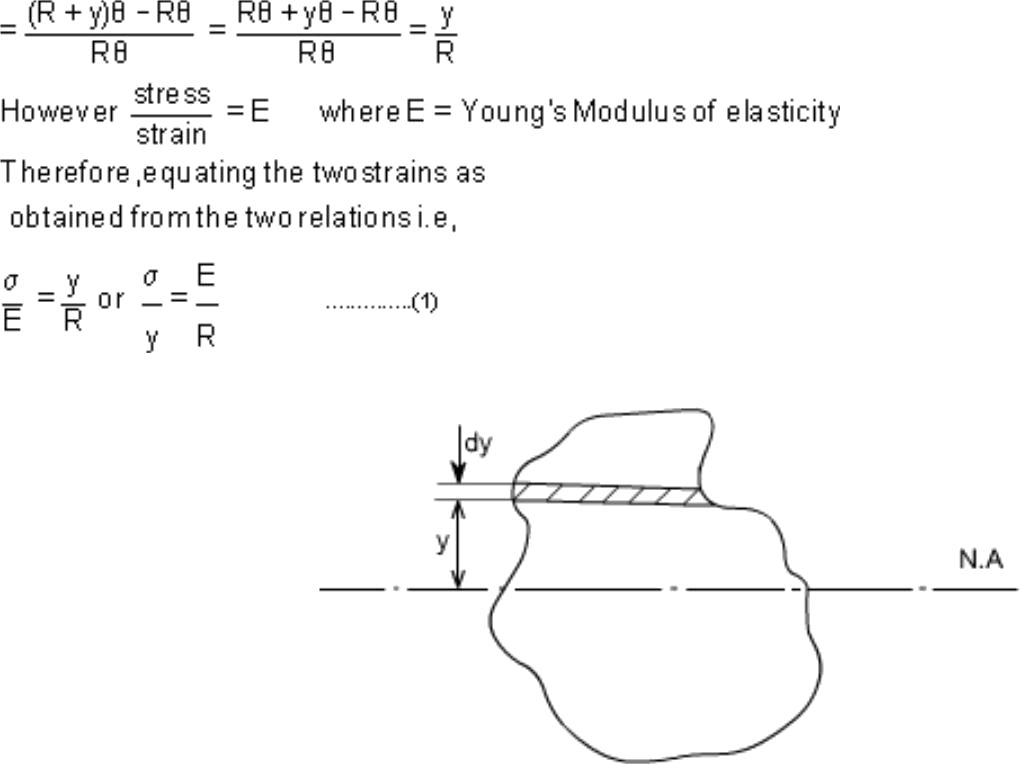 = (R + y)θ − Rθ / Rθ = Rθ + yθ − Rθ / Rθ = y / R
However stress / strain = E where E = Young's Modulus of elasticity
Therefore ,equating the two strains as
obtained from the two relations i.e,
σ / E = y / R or σ / y = E / R ..............(1)
dy
y
N.A